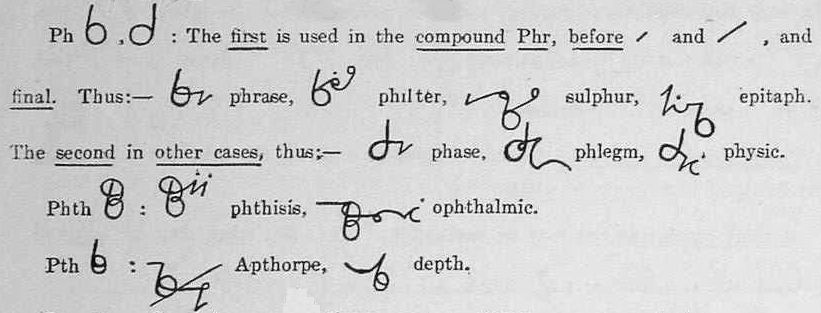 Ph , : The first is used in the compound Phr, before and , and
final. Thus:— phrase, philter, sulphur, epitaph.
The second in other cases, thus:— phase, phlegm, physic.
Phth : phthisis, ophthalmic.
Pth : Apthorpe, depth.